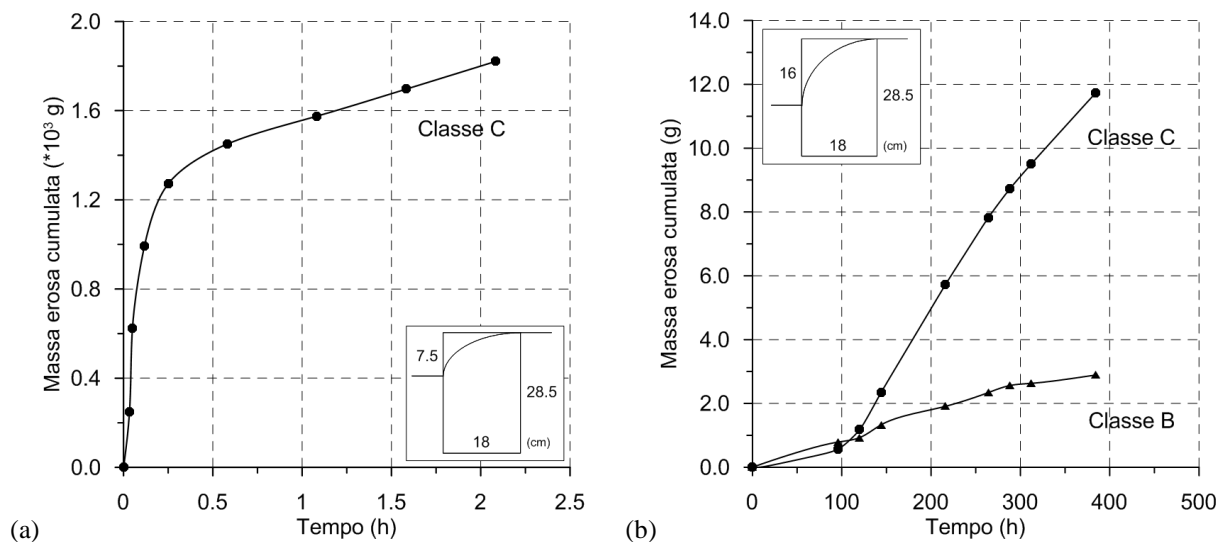 2.0
1.6
1.2
0.8
0.4
0.0
Massa erosa cumulata (*10³ g)
Classe C
7.5
28.5
18
(cm)
0 0.5 1 1.5 2 2.5
Tempo (h)
(a)
14.0
12.0
10.0
8.0
6.0
4.0
2.0
0.0
Massa erosa cumulata (g)
16
28.5
18
(cm)
Classe C
Classe B
0 100 200 300 400 500
Tempo (h)
(b)